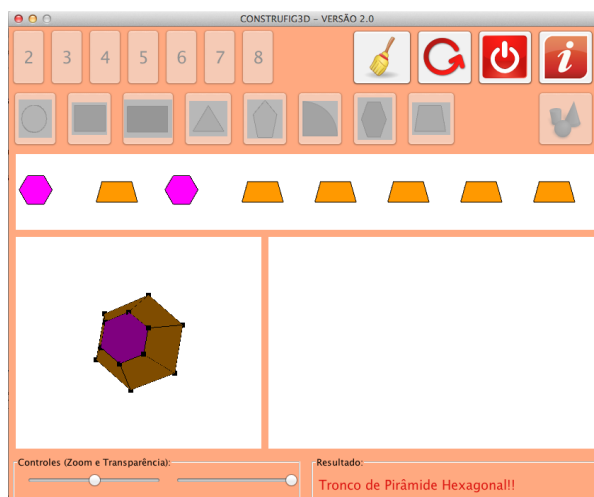 CONSTRUFIG3D - VERSÃO 2.0
2 3 4 5 6 7 8
i
Controles (Zoom e Transparência):
Resultado:
Tronco de Pirâmide Hexagonal!!